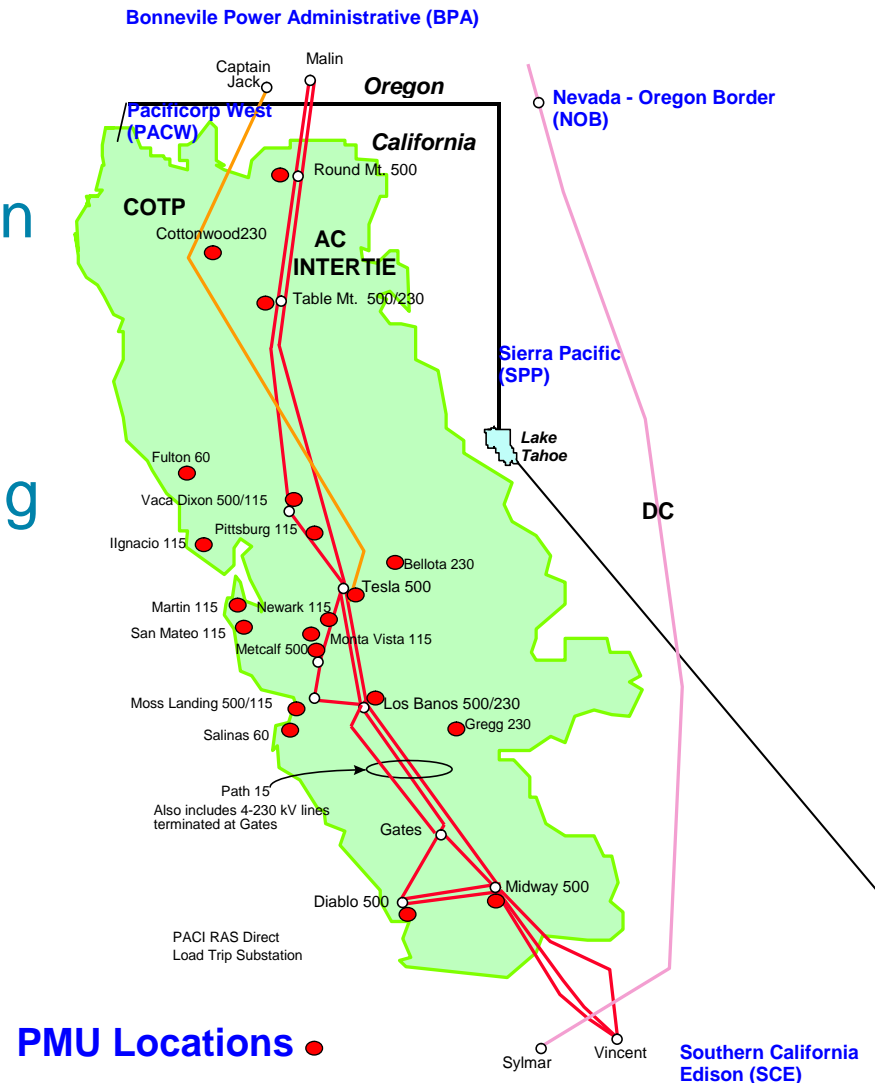 Bonnevile Power Administrative (BPA)
Captain
Jack
Malin
Oregon
Pacificorp West
(PACW)
Nevada - Oregon Border
(NOB)
California
Round Mt. 500
n
COTP
Cottonwood230
AC
INTERTIE
Table Mt. 500/230
Sierra Pacific
(SPP)
Lake
Tahoe
Fulton 60
g
Vaca Dixon 500/115
DC
Pittsburg 115
IIgnacio 115
Bellota 230
Tesla 500
Martin 115
Newark 115
San Mateo 115
Monta Vista 115
Metcalf 500
Moss Landing 500/115
Los Banos 500/230
Salinas 60
Gregg 230
Path 15
Also includes 4-230 kV lines
terminated at Gates
Gates
Midway 500
Diablo 500
PACI RAS Direct
Load Trip Substation
PMU Locations
Sylmar
Vincent
Southern California
Edison (SCE)